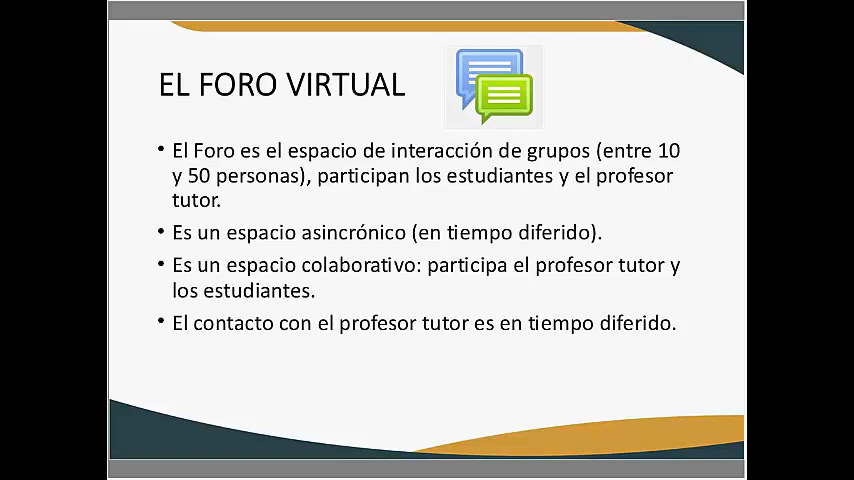 EL FORO VIRTUAL
• El Foro es el espacio de interacción de grupos (entre 10
y 50 personas), participan los estudiantes y el profesor
tutor.
• Es un espacio asincrónico (en tiempo diferido).
• Es un espacio colaborativo: participa el profesor tutor y
los estudiantes.
• El contacto con el profesor tutor es en tiempo diferido.